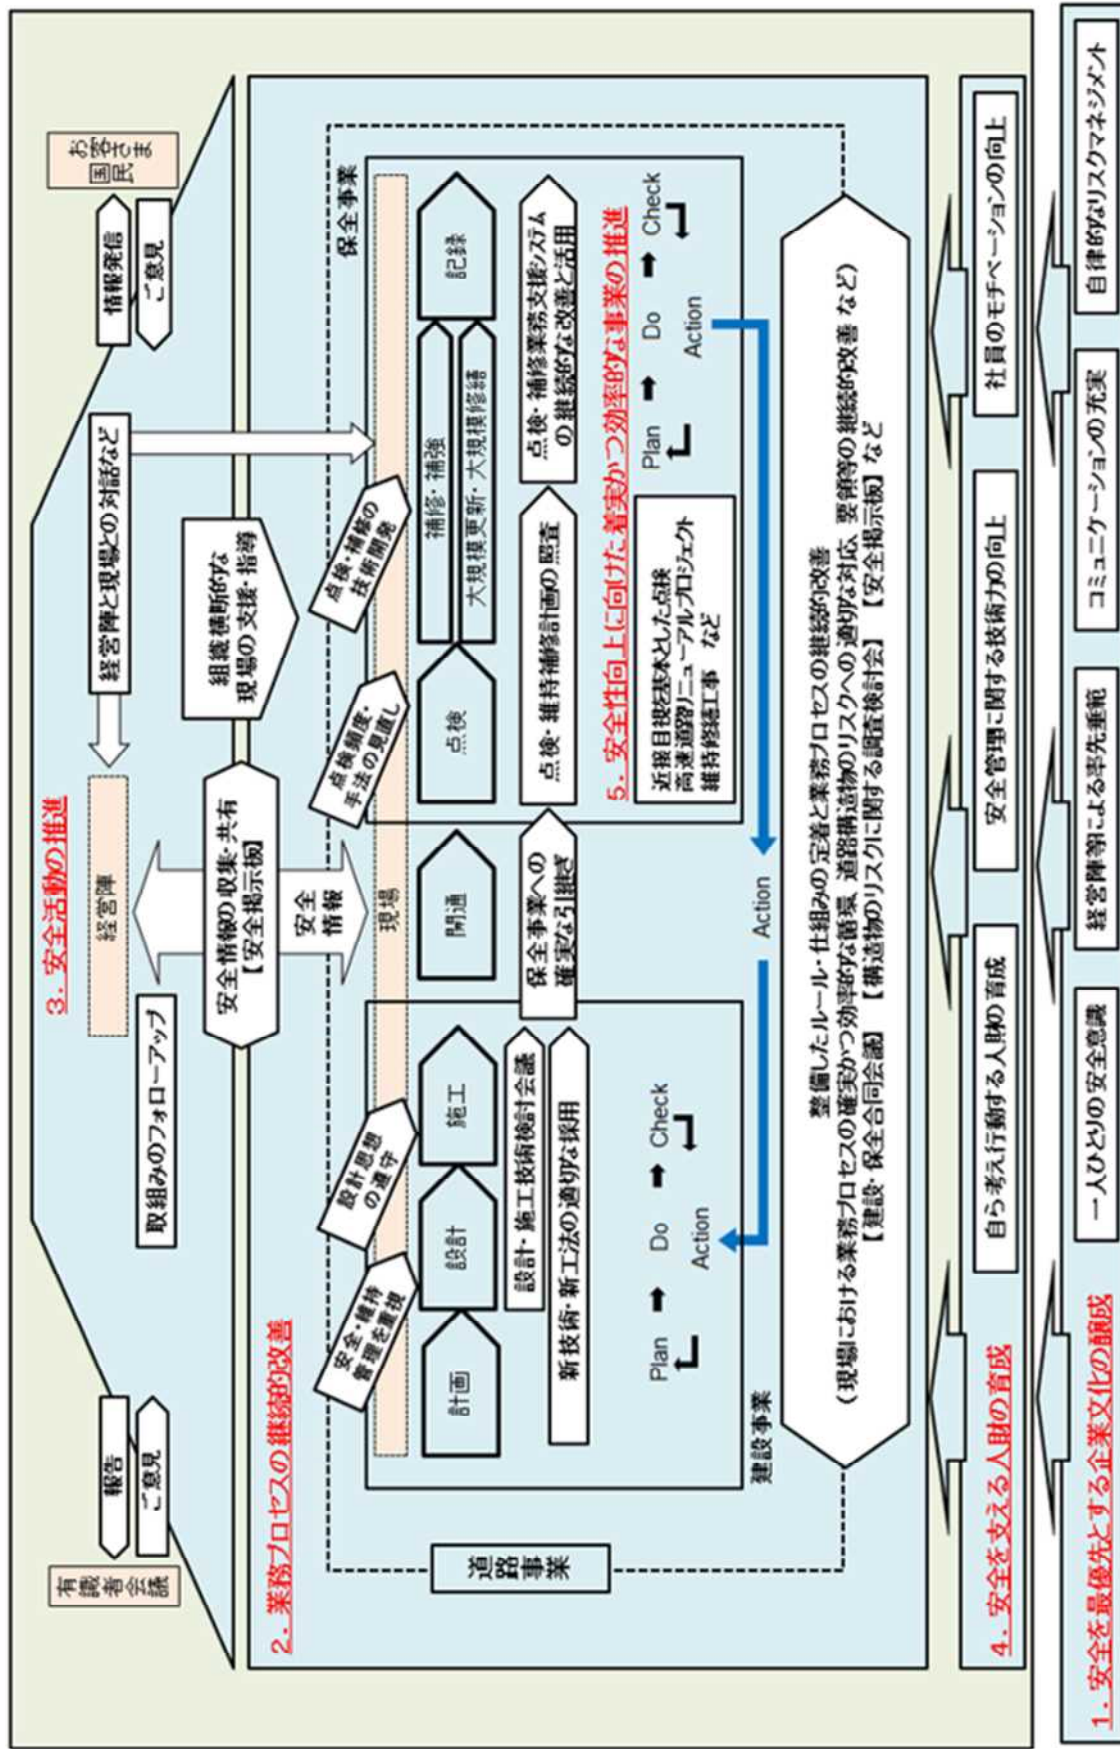 3．安全活動の推進
有識者会議
報告
ご意見
お客さま
国民
情報発信
ご意見
経営陣
経営陣と現場との対話など
取組みのフォローアップ
安全情報の収集・共有
【安全掲示板】
組織横断的な
現場の支援・指導
2．業務プロセスの継続的改善
安全
情報
道路
事業
保全事業
安全・維持
管理を重視
設計思想
の遵守
点検頻度・
手法の見直し
点検・補修の
技術開発
現場
計画
設計
施工
開通
点検
補修・補強
大規模更新・大規模修繕
記録
設計・施工技術検討会議
新技術・新工法の適切な採用
保全事業への
確実な引継ぎ
点検・維持補修計画の照査
点検・補修業務支援システム
の継続的な改善と活用
5．安全性向上に向けた着実かつ効率的な事業の推進
近接目視を基本とした点検
高速道路リニューアルプロジェクト
維持修繕工事　など
Plan ➡ Do ➡ Check
Action
Plan ➡ Do ➡ Check
Action
Action
建設事業
整備したルール・仕組みの定着と業務プロセスの継続的改善
（現場における業務プロセスの確実かつ効率的な循環、道路構造物のリスクへの適切な対応、要領等の継続的改善 など）
【建設・保全合同会議】【構造物のリスクに関する調査検討会】【安全掲示板】など
4．安全を支える人財の育成
自ら考え行動する人財の育成
安全管理に関する技術力の向上
社員のモチベーションの向上
1．安全を最優先とする企業文化の醸成
一人ひとりの安全意識
経営陣等による率先垂範
コミュニケーションの充実
自律的なリスクマネジメント